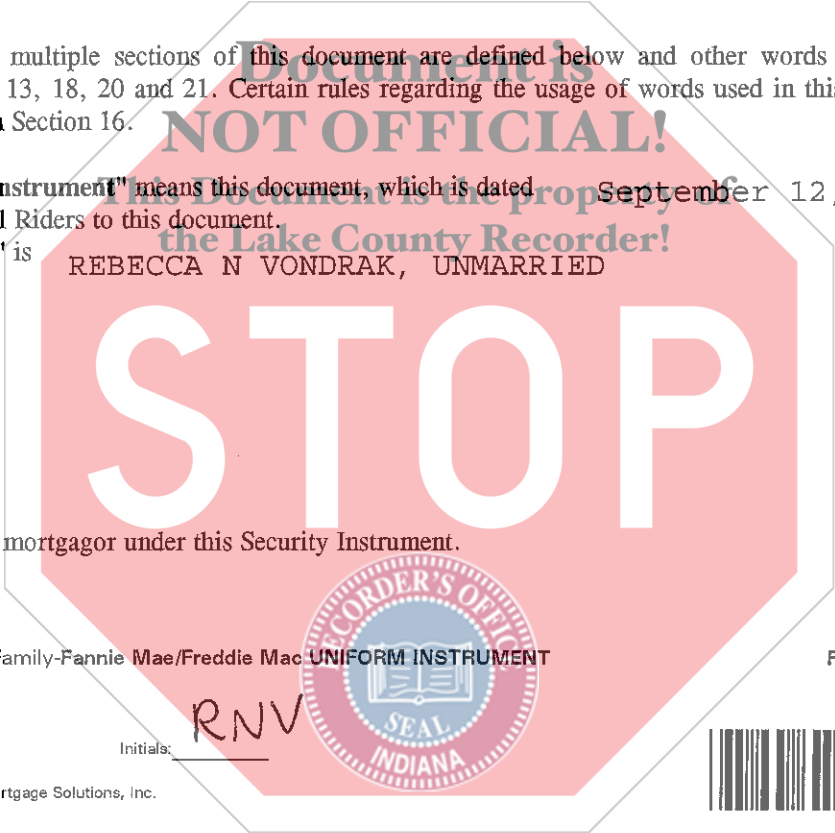 multiple sections of this document are defined below and other words
Document is
13, 18, 20 and 21. Certain rules regarding the usage of words used in this
Section 16.
NOT OFFICIAL!
nstrument" means this document, which is dated September 12,
This Document is the property of
l Riders to this document.
the Lake County Recorder!
" is
REBECCA N VONDRAK, UNMARRIED
STOP
mortgagor under this Security Instrument.
RECORDER'S OFFICE
SEAL
INDIANA
amily-Fannie Mae/Freddie Mac UNIFORM INSTRUMENT
RNV
Initials:
rtgage Solutions, Inc.